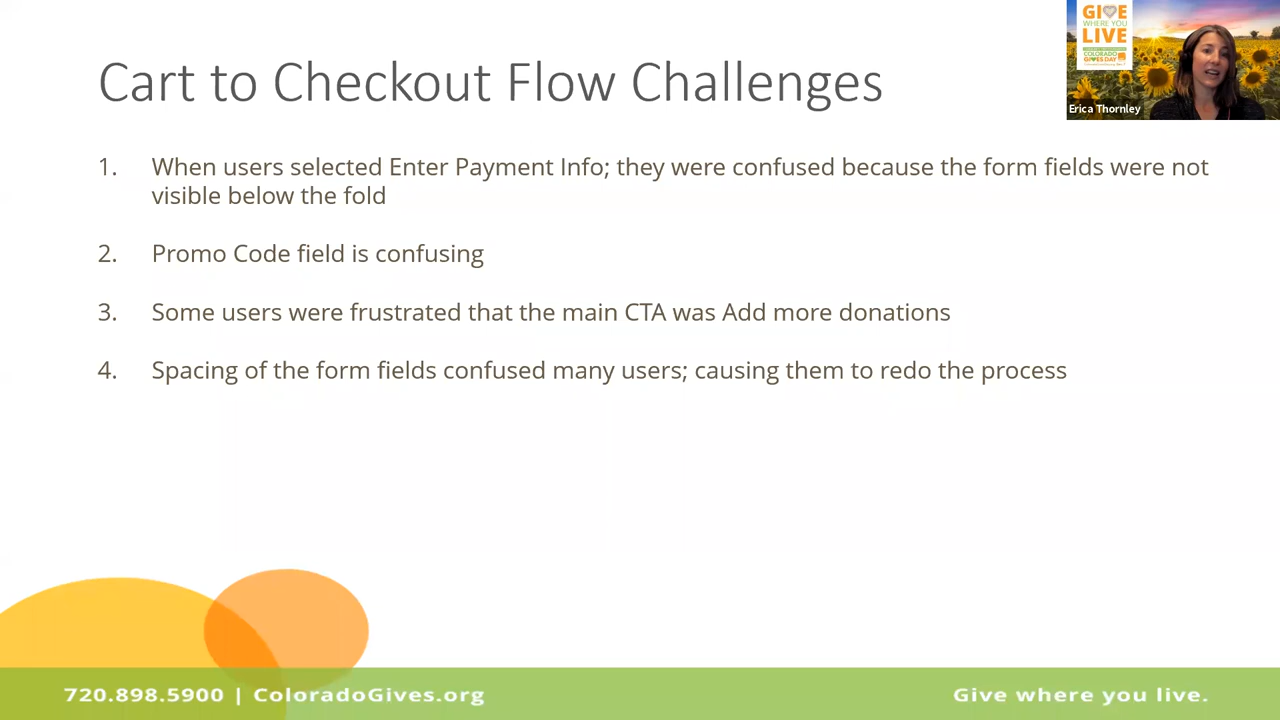 GIVE
WHERE YOU
LIVE
COLORADO
GIVES DAY
Erica Thornley
Cart to Checkout Flow Challenges
1. When users selected Enter Payment Info; they were confused because the form fields were not
visible below the fold
2. Promo Code field is confusing
3. Some users were frustrated that the main CTA was Add more donations
4. Spacing of the form fields confused many users; causing them to redo the process
720.898.5900 | ColoradoGives.org
Give where you live.